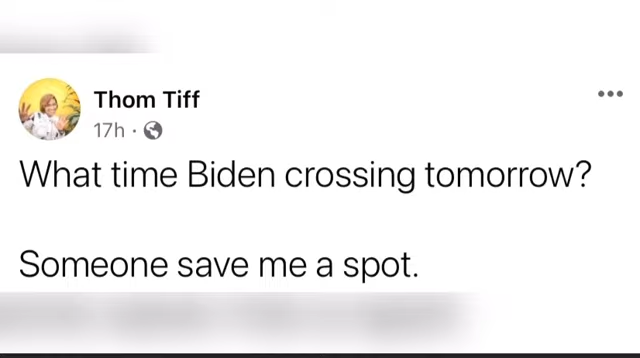 Thom Tiff
17h ·
What time Biden crossing tomorrow?
Someone save me a spot.